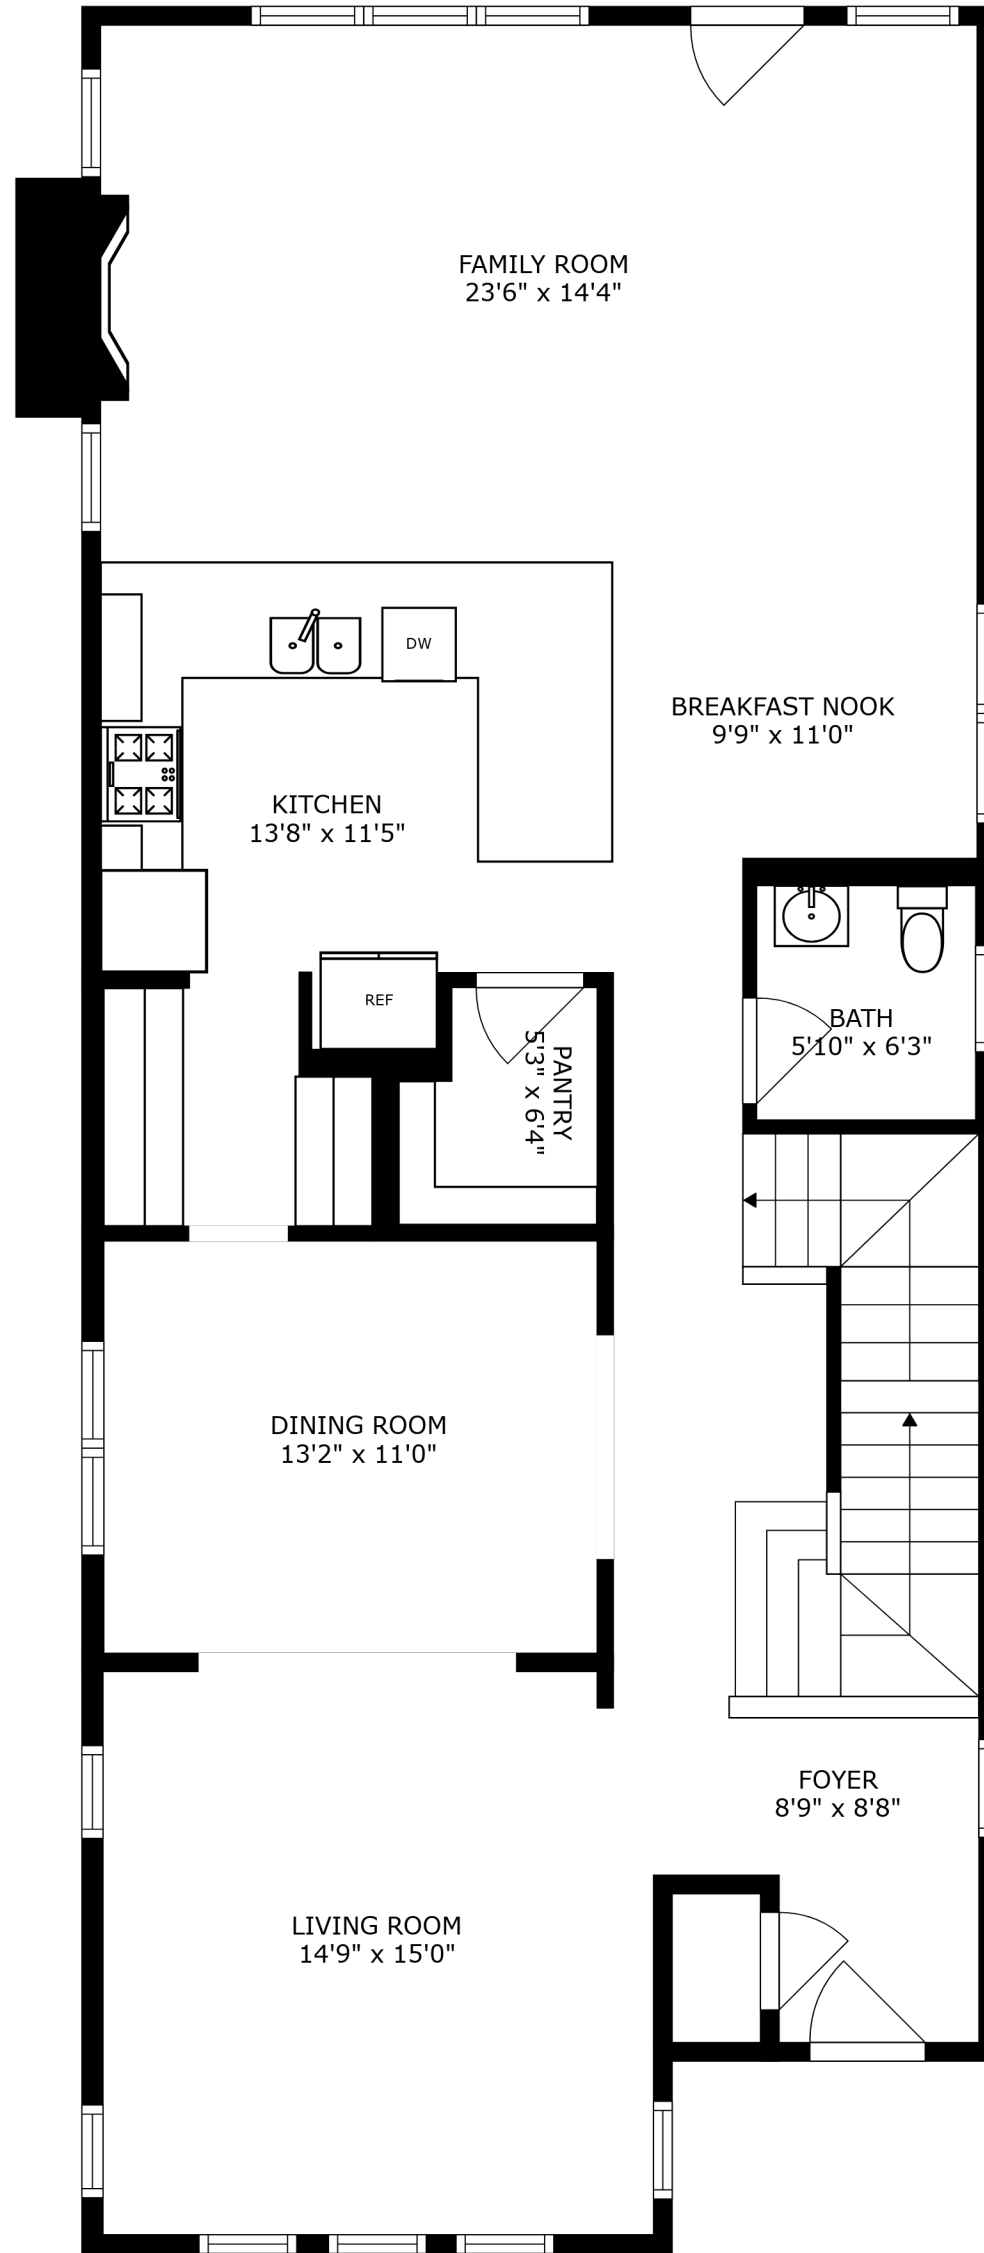 FAMILY ROOM
23'6" x 14'4"
DW
BREAKFAST NOOK
9'9" x 11'0"
KITCHEN
13'8" x 11'5"
REF
BATH
5'10" x 6'3"
PANTRY
5'3" x 6'4"
DINING ROOM
13'2" x 11'0"
FOYER
8'9" x 8'8"
LIVING ROOM
14'9" x 15'0"